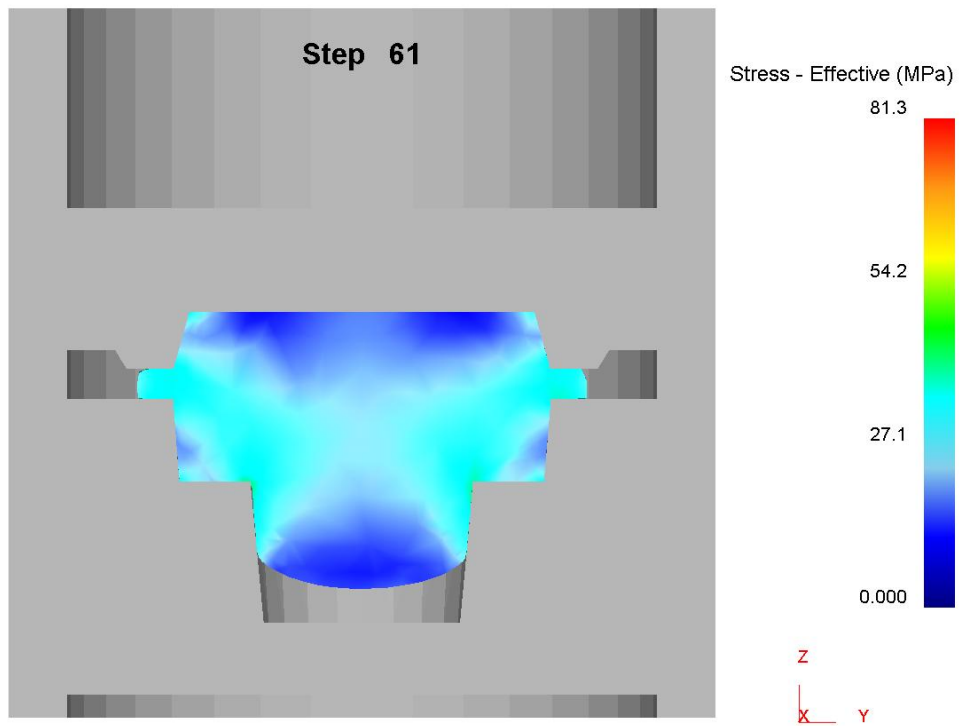 Step 61
Stress - Effective (MPa)
81.3
54.2
27.1
0.000
Z
X Y